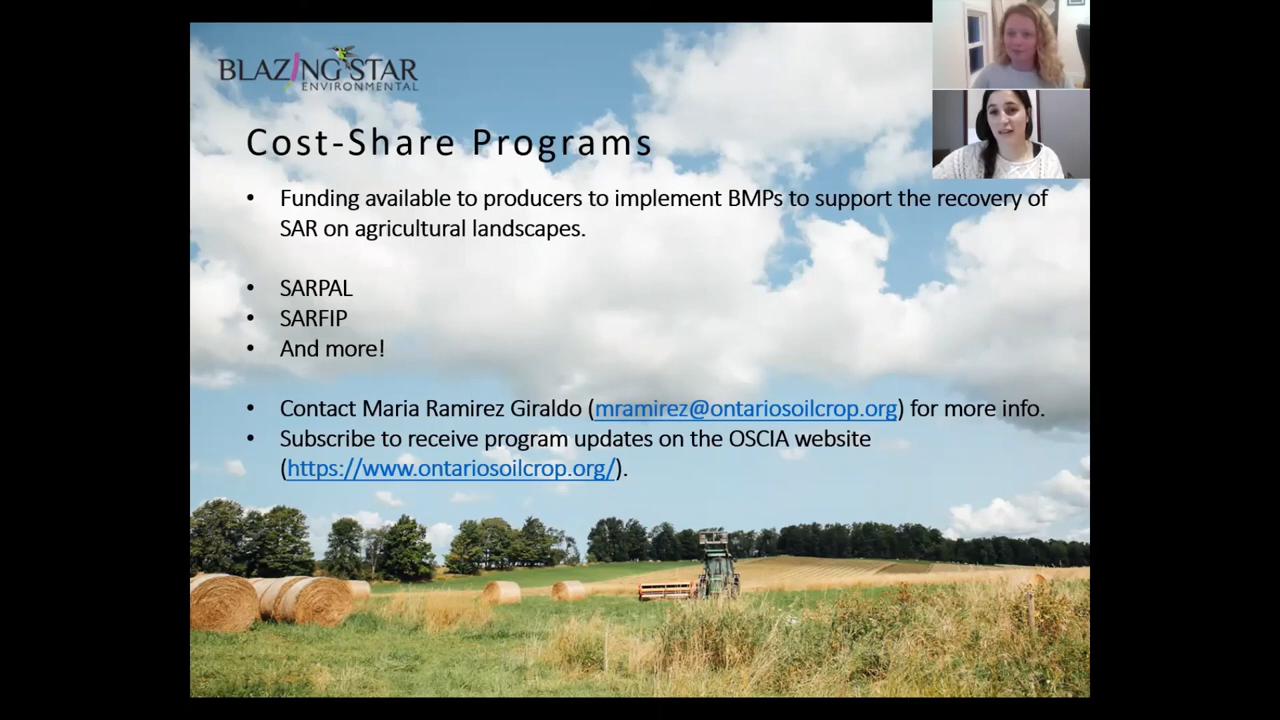 BLAZING STAR
ENVIRONMENTAL
Cost-Share Programs
• Funding available to producers to implement BMPs to support the recovery of
SAR on agricultural landscapes.
• SARPAL
• SARFIP
• And more!
• Contact Maria Ramirez Giraldo (mramirez@ontariosoilcrop.org) for more info.
• Subscribe to receive program updates on the OSCIA website
(https://www.ontariosoilcrop.org/).